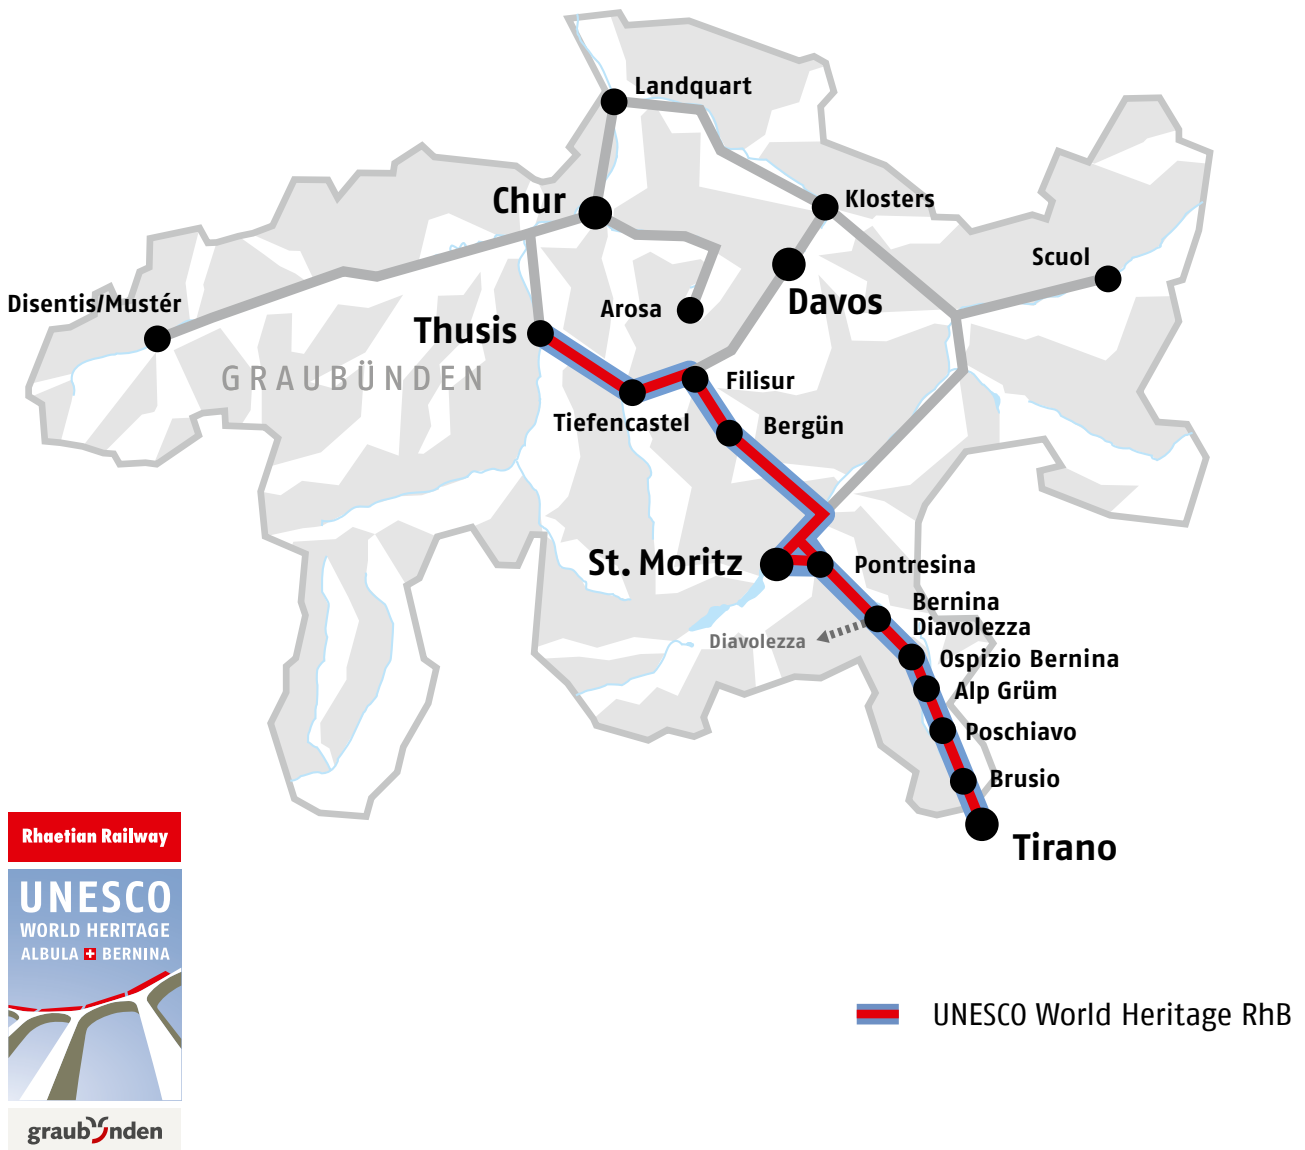 Landquart
Chur
Klosters
Scuol
Disentis/Mustér
Arosa
Davos
Thusis
GRAUBÜNDEN
Filisur
Tiefencastel
Bergün
St. Moritz
Pontresina
Bernina
Diavolezza
Diavolezza
Ospizio Bernina
Alp Grüm
Poschiavo
Brusio
Tirano
Rhaetian Railway
UNESCO
WORLD HERITAGE
ALBULA BERNINA
UNESCO World Heritage RhB
graubünden